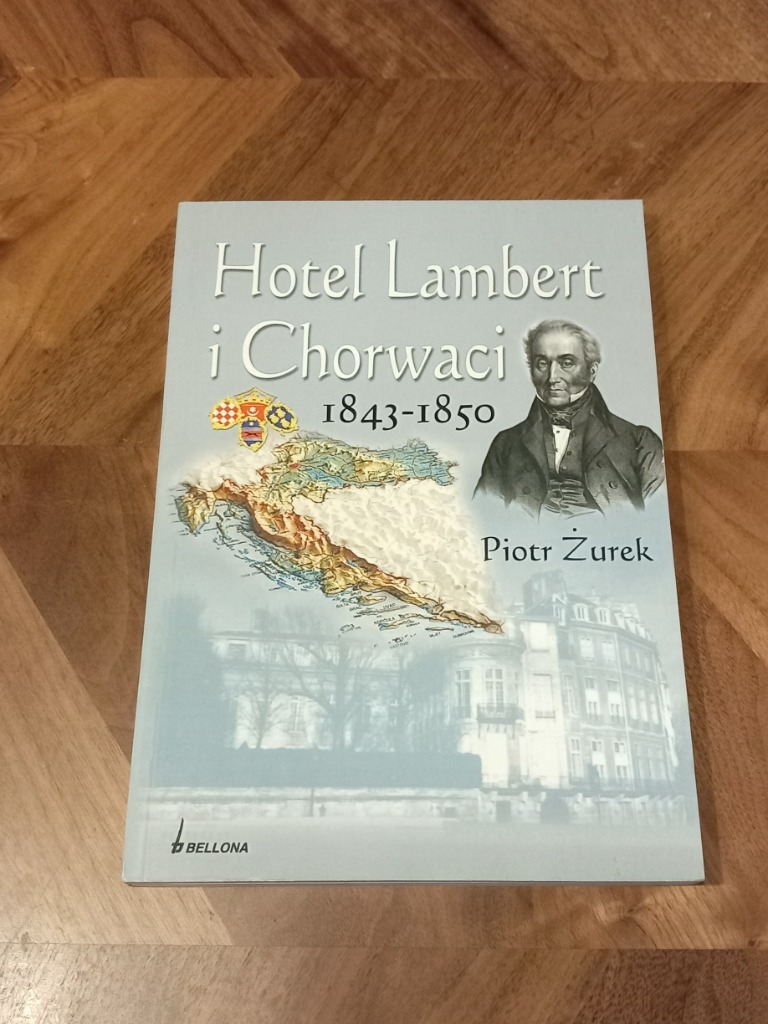 Hotel Lambert
i Chorwaci
1843-1850
Piotr Żurek
BELLONA